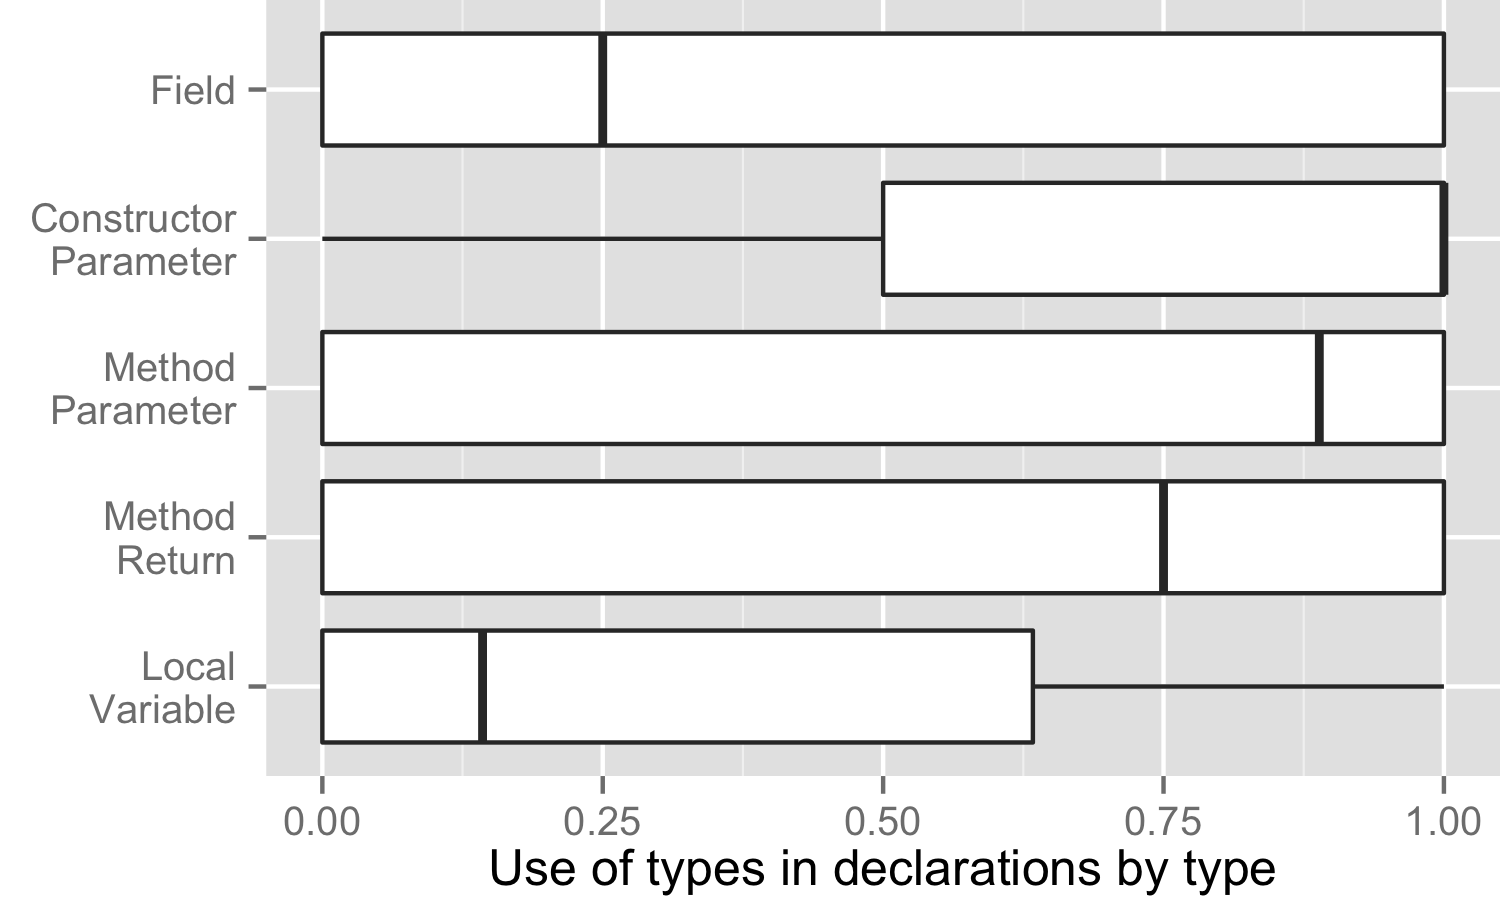 Field
Constructor
Parameter
Method
Parameter
Method
Return
Local
Variable
0.00 0.25 0.50 0.75 1.00
Use of types in declarations by type